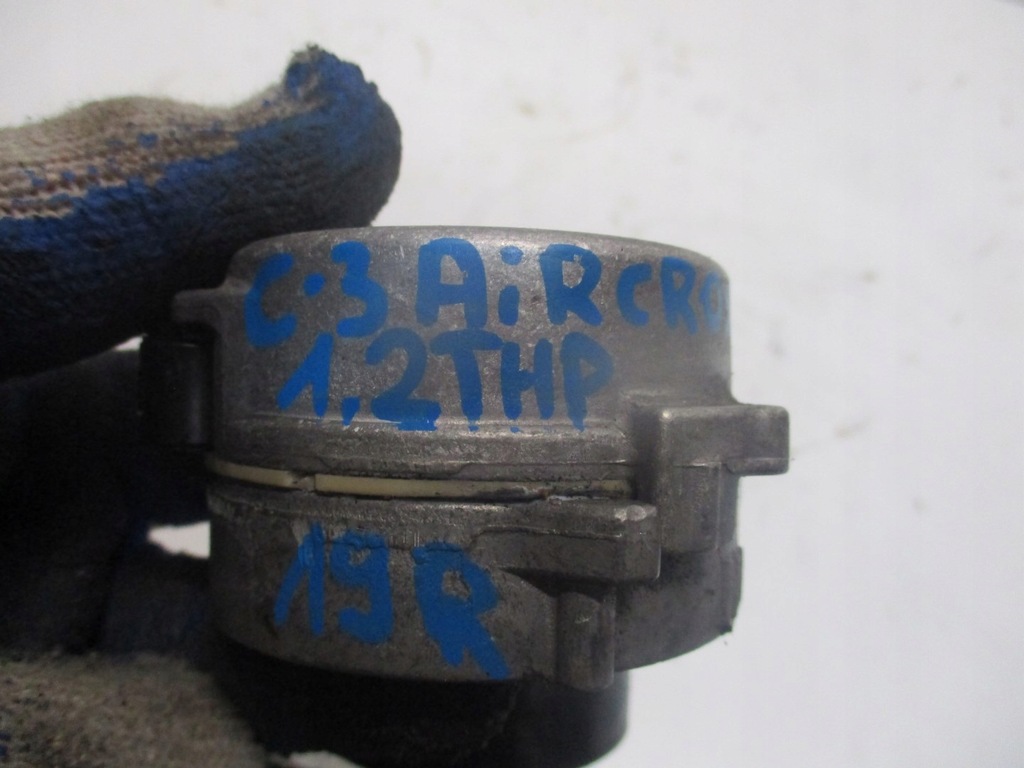 C.3 AiRCRO
1,2THP
19R